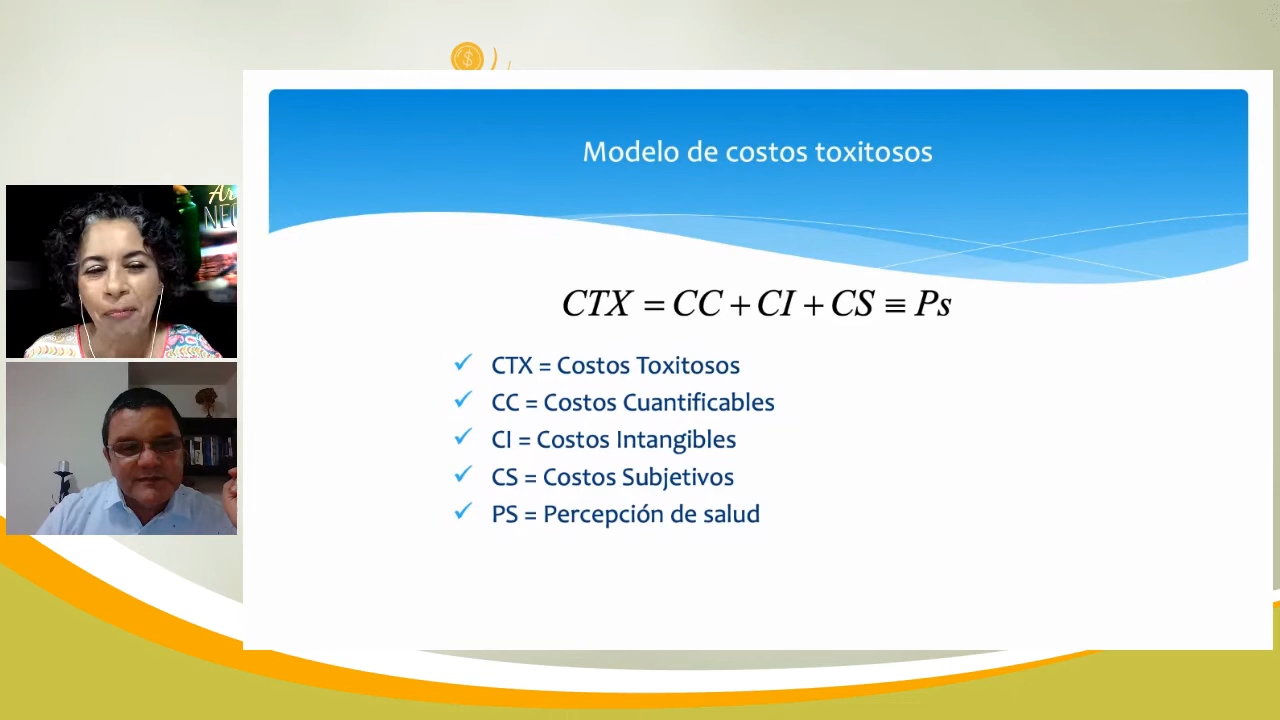 Modelo de costos toxitosos
CTX = CC + CI + CS ≡ Ps
✓ CTX = Costos Toxitosos
✓ CC = Costos Cuantificables
✓ CI = Costos Intangibles
✓ CS = Costos Subjetivos
✓ PS = Percepción de salud
$